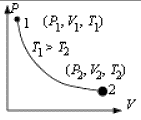 P
1 (P₁, V₁, T₁)
T₁ > T₂
(P₂, V₂, T₂)
2
V